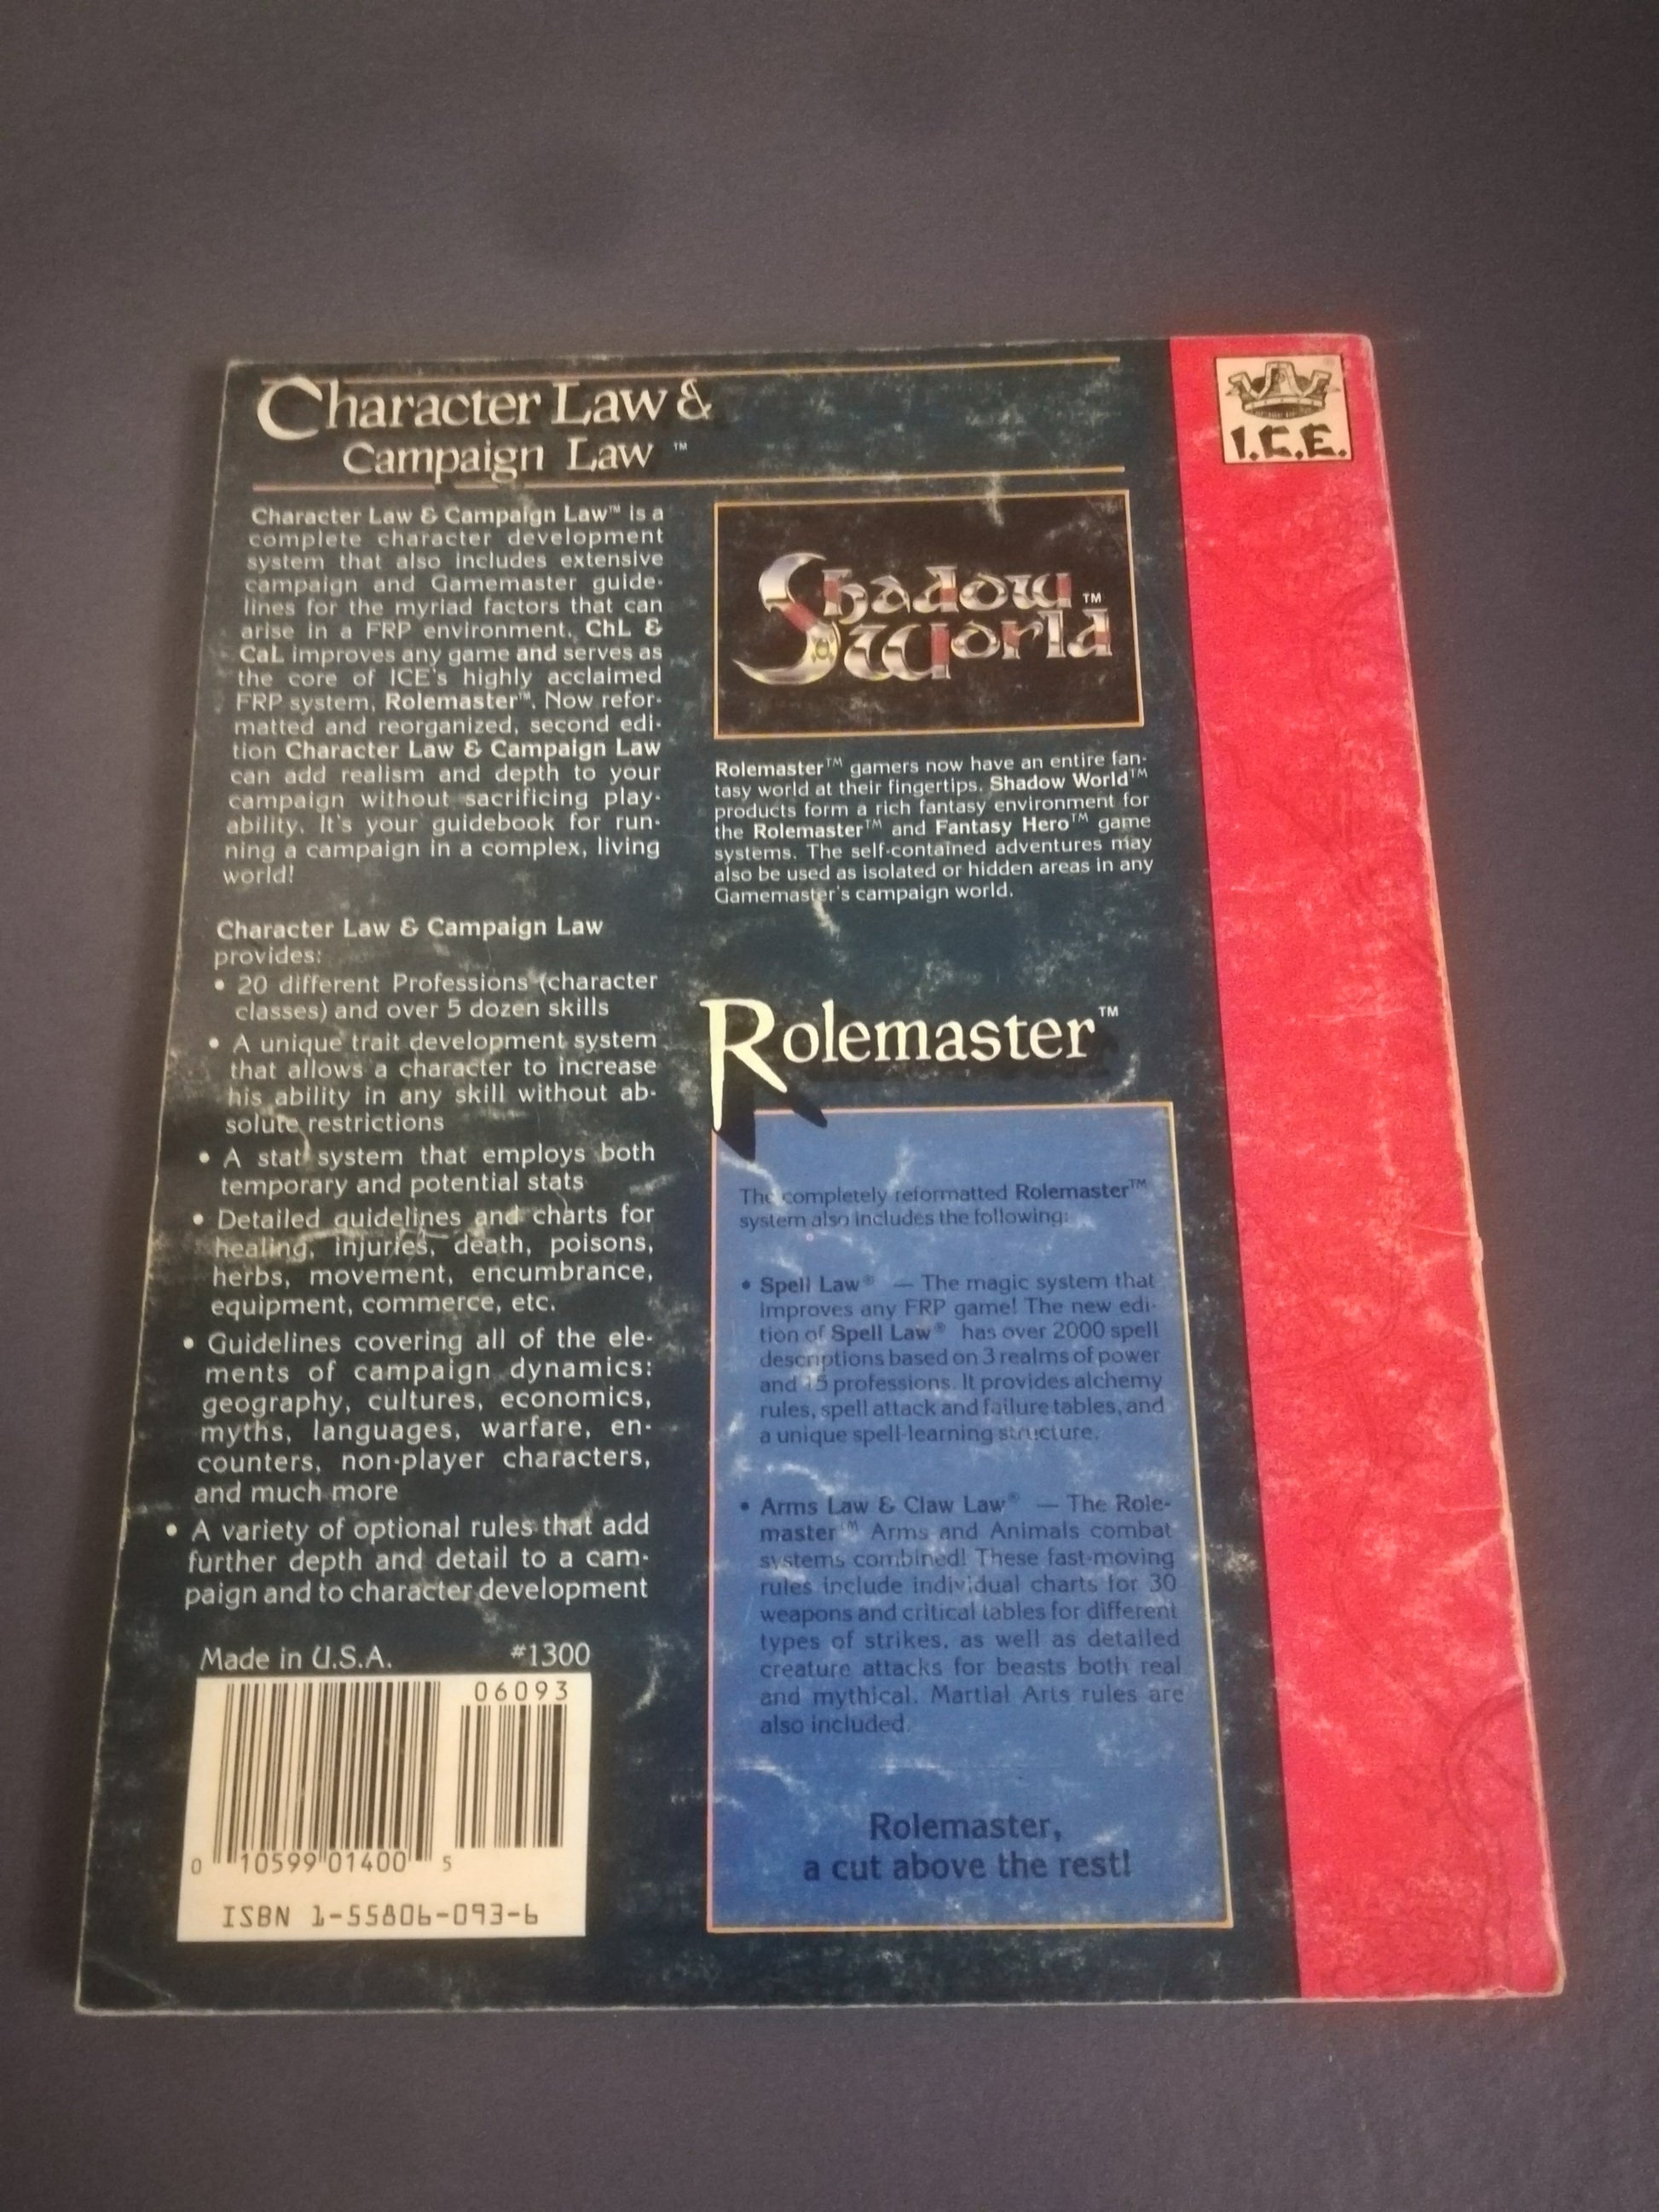 Character Law &
Campaign Law ™
Character Law & Campaign Law™ is a
complete character development
system that also includes extensive
campaign and Gamemaster guide-
lines for the myriad factors that can
arise in a FRP environment. ChL &
CaL improves any game and serves as
the core of ICE's highly acclaimed
FRP system, Rolemaster™. Now refor-
matted and reorganized, second edi-
tion Character Law & Campaign Law
can add realism and depth to your
campaign without sacrificing play-
ability. It's your guidebook for run-
ning a campaign in a complex, living
world!
Character Law & Campaign Law
provides:
• 20 different Professions (character
classes) and over 5 dozen skills
• A unique trait development system
that allows a character to increase
his ability in any skill without ab-
solute restrictions
• A stat system that employs both
temporary and potential stats
• Detailed guidelines and charts for
healing, injuries, death, poisons,
herbs, movement, encumbrance,
equipment, commerce, etc.
• Guidelines covering all of the ele-
ments of campaign dynamics:
geography, cultures, economics,
myths, languages, warfare, en-
counters, non-player characters,
and much more
• A variety of optional rules that add
further depth and detail to a cam-
paign and to character development
Made in U.S.A. #1300
06093
0 10599 01400 5
ISBN 1-55806-093-6
Shadow
World ™
Rolemaster™ gamers now have an entire fan-
tasy world at their fingertips. Shadow World™
products form a rich fantasy environment for
the Rolemaster™ and Fantasy Hero™ game
systems. The self-contained adventures may
also be used as isolated or hidden areas in any
Gamemaster's campaign world.
Rolemaster™
The completely reformatted Rolemaster™
system also includes the following:
• Spell Law® — The magic system that
improves any FRP game! The new edi-
tion of Spell Law® has over 2000 spell
descriptions based on 3 realms of power
and 15 professions. It provides alchemy
rules, spell attack and failure tables, and
a unique spell-learning structure.
• Arms Law & Claw Law® — The Role-
master™ Arms and Animals combat
systems combined! These fast-moving
rules include individual charts for 30
weapons and critical tables for different
types of strikes, as well as detailed
creature attacks for beasts both real
and mythical. Martial Arts rules are
also included.
Rolemaster,
a cut above the rest!
®
I.C.E.